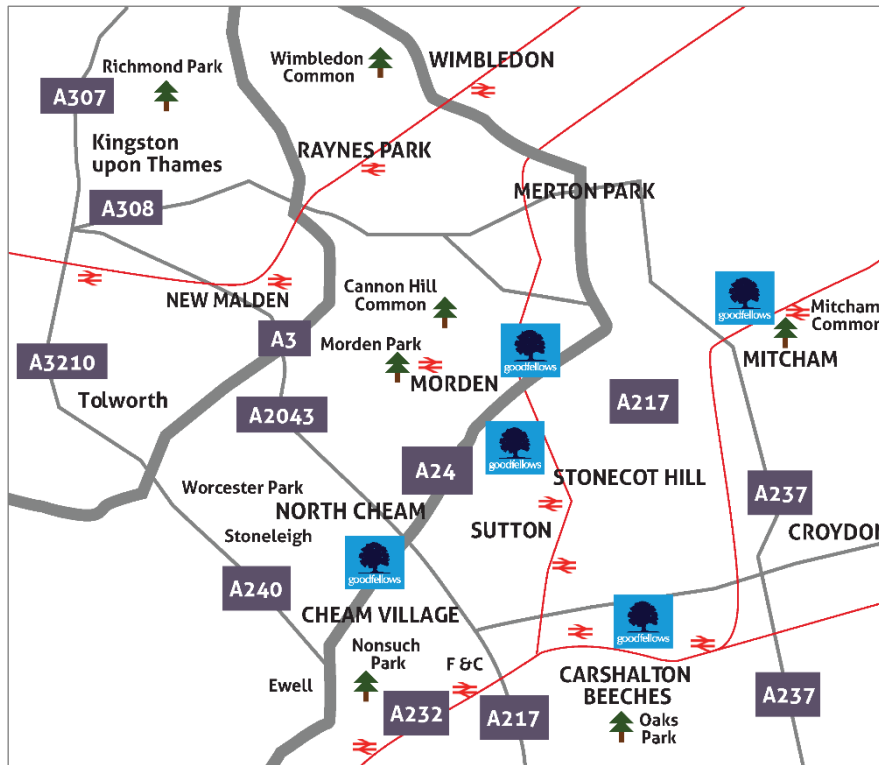 Richmond Park
Wimbledon
Common
WIMBLEDON
A307
Kingston
upon Thames
RAYNES PARK
A308
MERTON PARK
NEW MALDEN
Cannon Hill
Common
goodfellows
Mitcham
Common
A3
Morden Park
MORDEN
goodfellows
MITCHAM
A3210
Tolworth
A2043
A217
A24
goodfellows
STONECOT HILL
Worcester Park
NORTH CHEAM
A237
Stoneleigh
SUTTON
CROYDON
goodfellows
A240
CHEAM VILLAGE
goodfellows
Nonsuch
Park
F &C
Ewell
CARSHALTON
BEECHES
A232
A217
A237
Oaks
Park